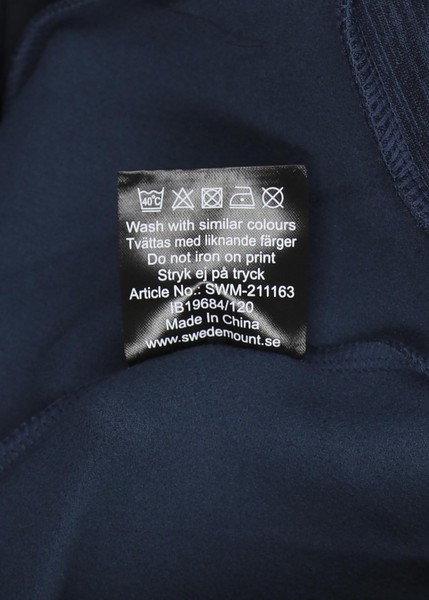 40°C
Wash with similar colours
Tvättas med liknande färger
Do not iron on print
Stryk ej på tryck
Article No.: SWM-211163
IB19684/120
Made In China
www.swedemount.se